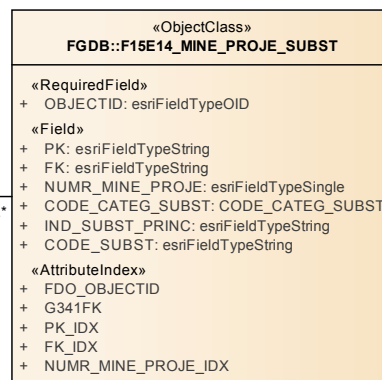 «ObjectClass»
FGDB::F15E14_MINE_PROJE_SUBST
«RequiredField»
+ OBJECTID: esriFieldTypeOID
«Field»
+ PK: esriFieldTypeString
+ FK: esriFieldTypeString
+ NUMR_MINE_PROJE: esriFieldTypeSingle
+ CODE_CATEG_SUBST: CODE_CATEG_SUBST
+ IND_SUBST_PRINC: esriFieldTypeString
* + CODE_SUBST: esriFieldTypeString
«AttributeIndex»
+ FDO_OBJECTID
+ G341FK
+ PK_IDX
+ FK_IDX
+ NUMR_MINE_PROJE_IDX